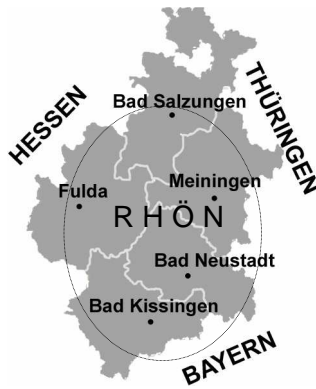 HESSEN
THÜRINGEN
Bad Salzungen
Fulda
Meiningen
RHÖN
Bad Neustadt
Bad Kissingen
BAYERN